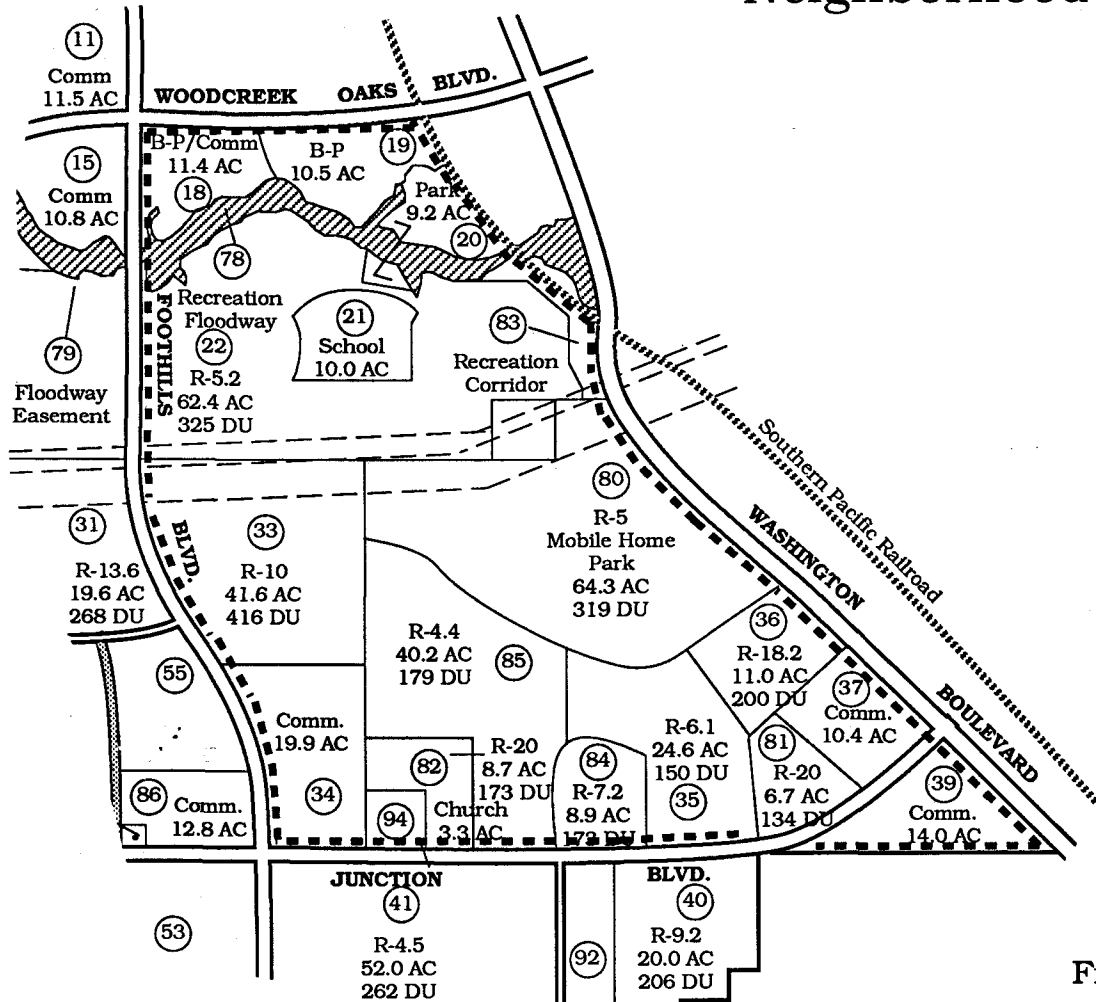 Neighborhood
11
Comm
11.5 AC
WOODCREEK OAKS BLVD.
15
Comm
10.8 AC
B-P/Comm
11.4 AC
18
B-P
10.5 AC
19
Park
9.2 AC
20
78
Recreation
Floodway
79
Floodway
Easement
FOOTHILLS
22
R-5.2
62.4 AC
325 DU
21
School
10.0 AC
83
Recreation
Corridor
Southern Pacific Railroad
31
R-13.6
19.6 AC
268 DU
BLVD.
33
R-10
41.6 AC
416 DU
80
R-5
Mobile Home
Park
64.3 AC
319 DU
WASHINGTON
BOULEVARD
R-4.4
40.2 AC
179 DU
85
36
R-18.2
11.0 AC
200 DU
37
Comm.
10.4 AC
55
Comm.
19.9 AC
34
82
R-20
8.7 AC
173 DU
94
Church
3.3 AC
84
R-7.2
8.9 AC
R-6.1
24.6 AC
150 DU
35
81
R-20
6.7 AC
134 DU
39
Comm.
14.0 AC
86
Comm.
12.8 AC
JUNCTION BLVD.
53
41
R-4.5
52.0 AC
262 DU
92
40
R-9.2
20.0 AC
206 DU